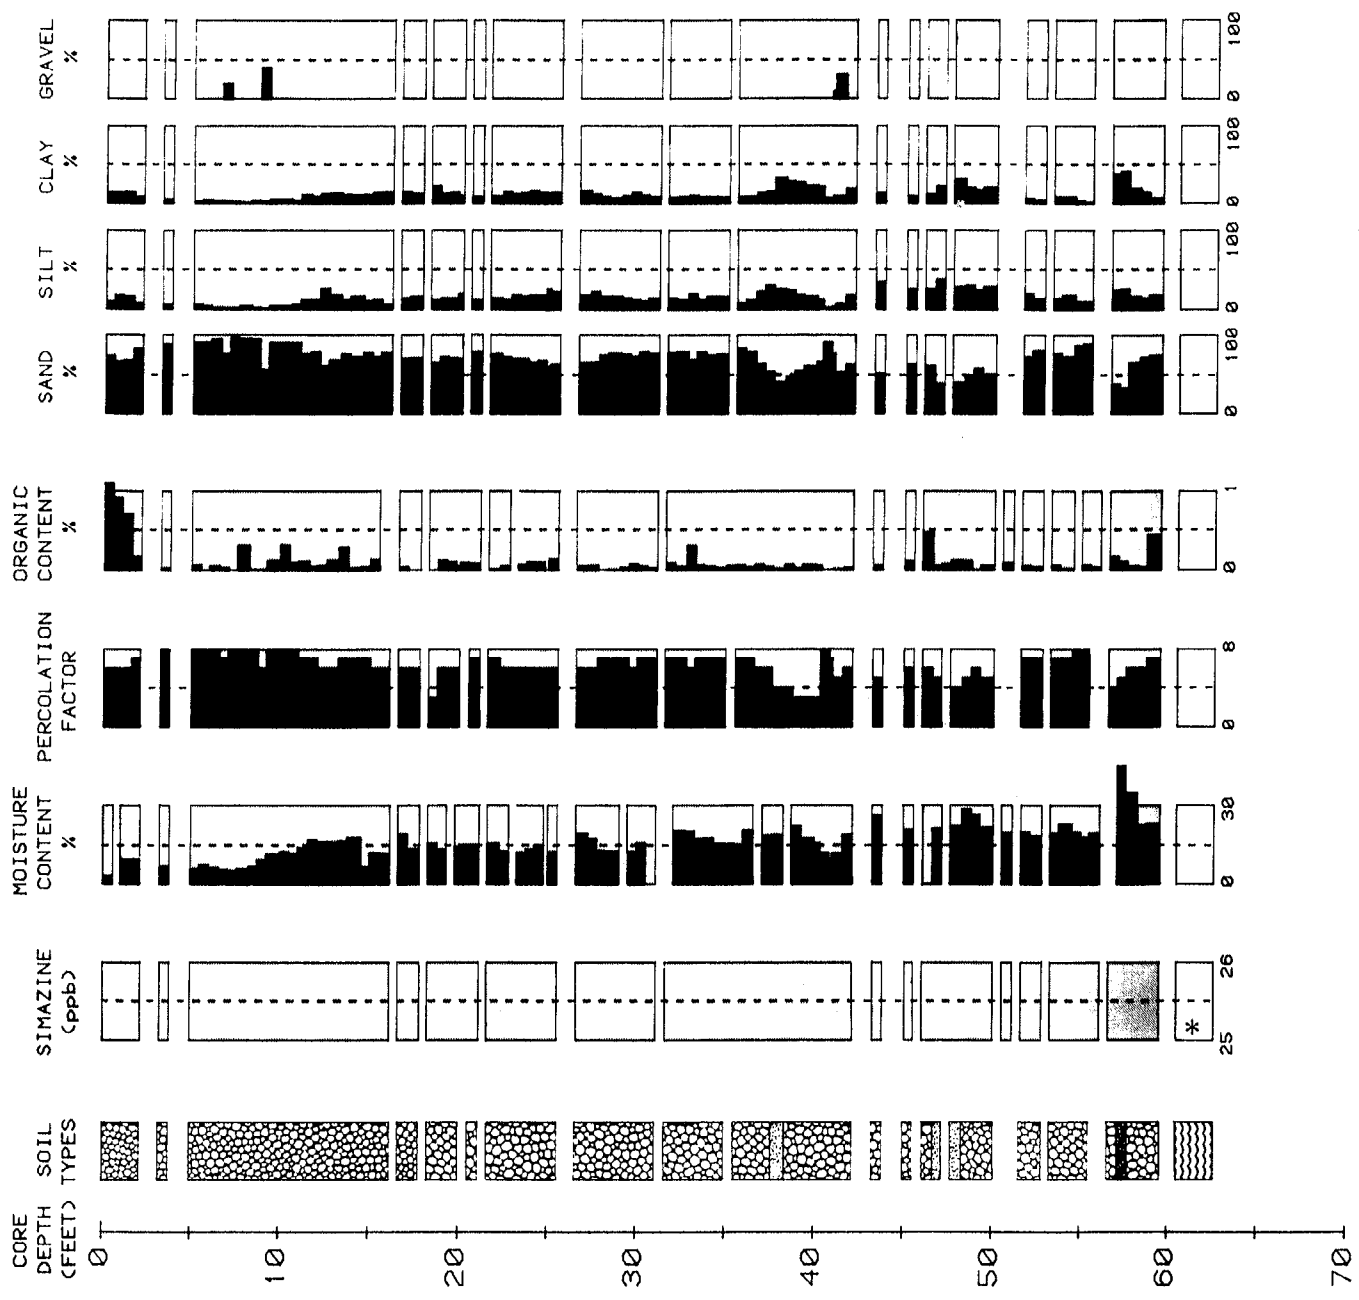 GRAVEL
%
0 100
CLAY
%
0 100
SILT
%
0 100
SAND
%
0 100
ORGANIC
CONTENT
%
0 1
PERCOLATION
FACTOR
0 8
MOISTURE
CONTENT
%
0 30
SIMAZINE
(ppb)
*
25 26
SOIL
TYPES
CORE
DEPTH
(FEET)
0 10 20 30 40 50 60 70